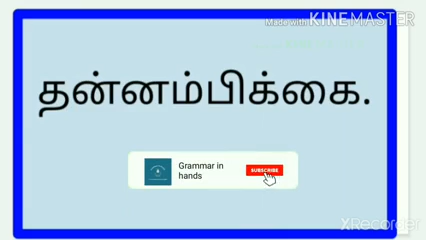 Made with KINEMASTER
தன்னம்பிக்கை.
Grammar in
hands
SUBSCRIBE
XRecorder